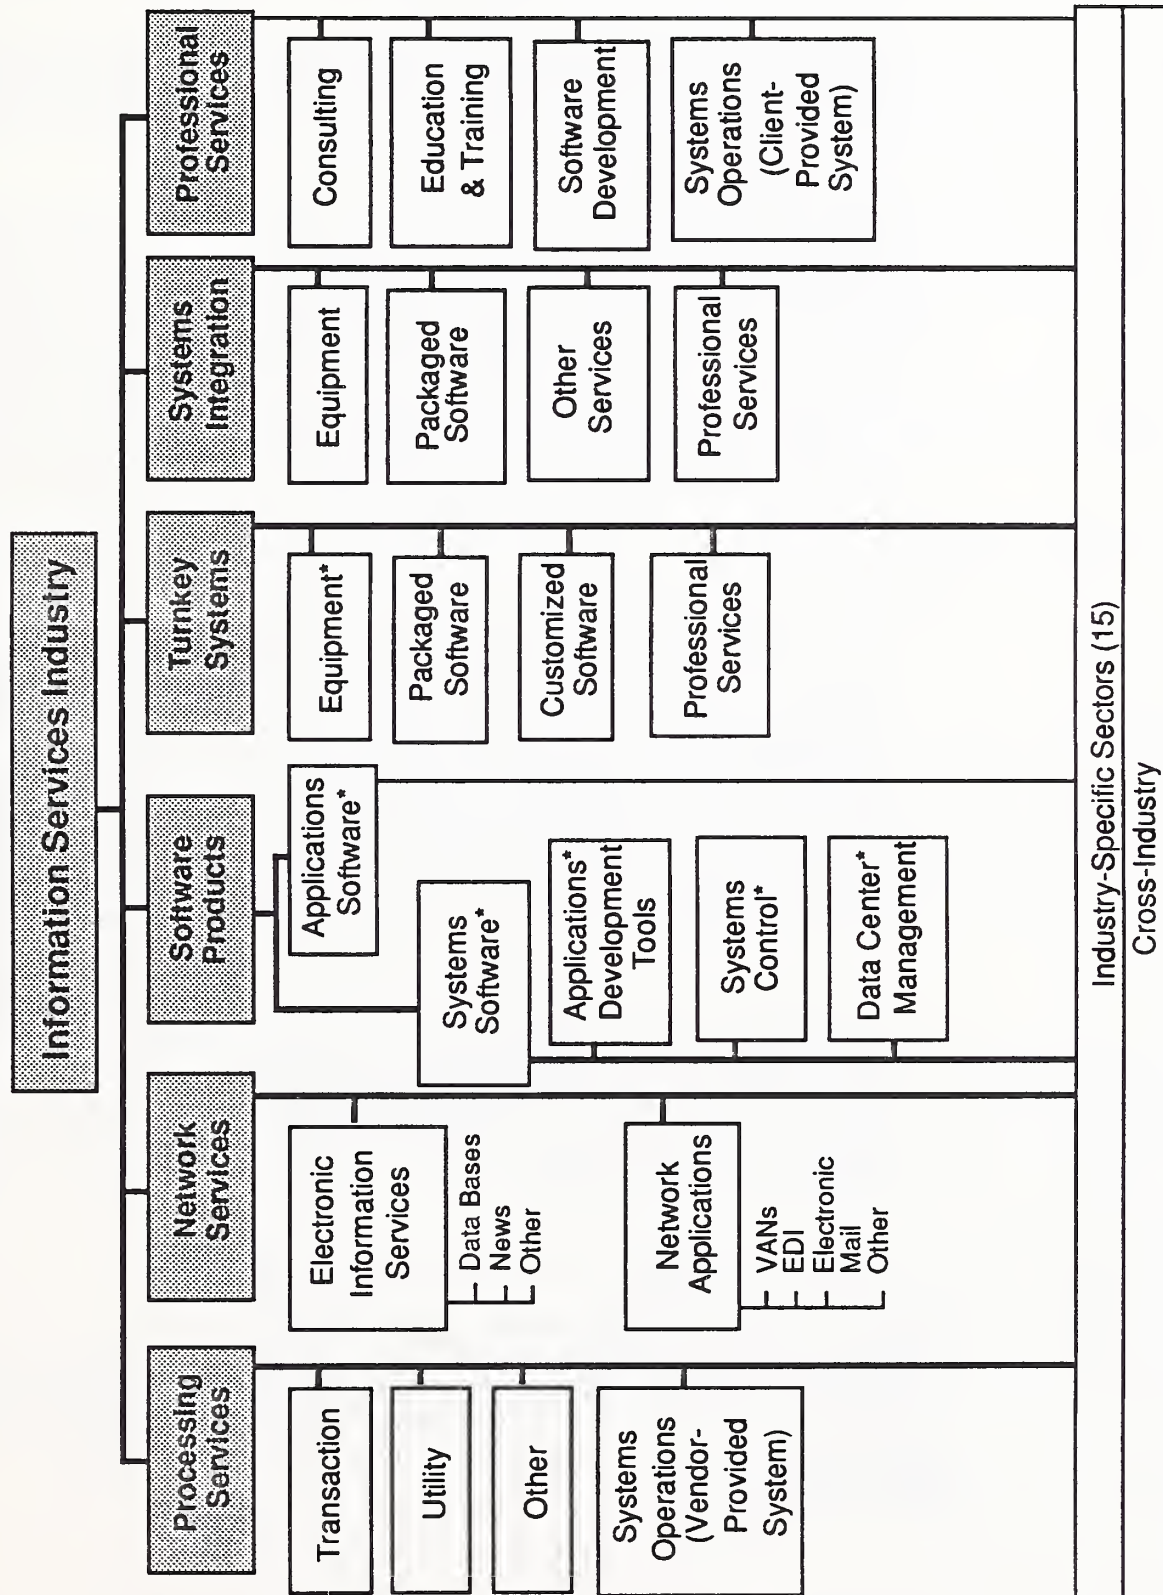 Information Services Industry
Processing
Services
Transaction
Utility
Other
Systems
Operations
(Vendor-
Provided
System)
Network
Services
Electronic
Information
Services
Data Bases
News
Other
Network
Applications
VANs
EDI
Electronic
Mail
Other
Software
Products
Applications
Software*
Systems
Software*
Applications*
Development
Tools
Systems
Control*
Data Center*
Management
Turnkey
Systems
Equipment*
Packaged
Software
Customized
Software
Professional
Services
Systems
Integration
Equipment
Packaged
Software
Other
Services
Professional
Services
Professional
Services
Consulting
Education
& Training
Software
Development
Systems
Operations
(Client-
Provided
System)
Industry-Specific Sectors (15)
Cross-Industry